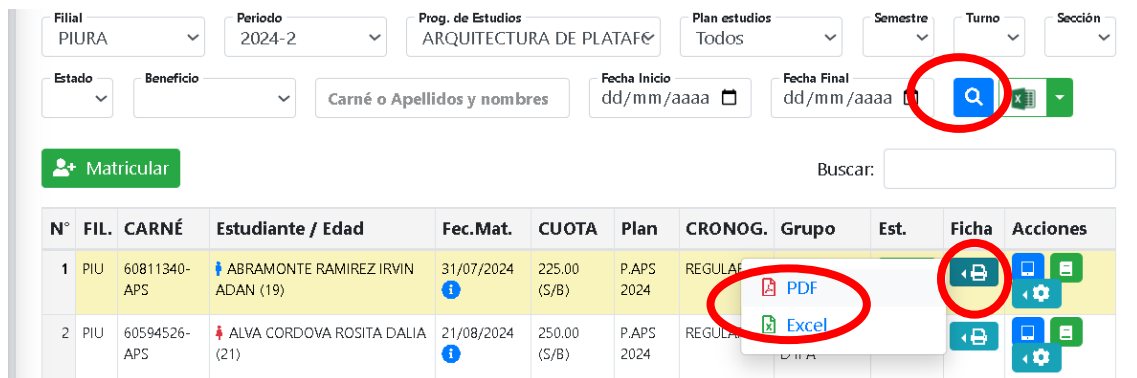 Filial Periodo Prog. de Estudios Plan estudios Semestre Turno Sección
PIURA 2024-2 ARQUITECTURA DE PLATAFO Todos
Estado Beneficio Fecha Inicio Fecha Final
Carné o Apellidos y nombres dd/mm/aaaa dd/mm/aaaa
Matricular Buscar:
N° FIL. CARNÉ Estudiante / Edad Fec.Mat. CUOTA Plan CRONOG. Grupo Est. Ficha Acciones
1 PIU 60811340- ABRAMONTE RAMIREZ IRVIN 31/07/2024 225.00 P.APS REGULAR
APS ADAN (19) (S/B) 2024
PDF
Excel
2 PIU 60594526- ALVA CORDOVA ROSITA DALIA 21/08/2024 250.00 P.APS REGULA
APS (21) (S/B) 2024